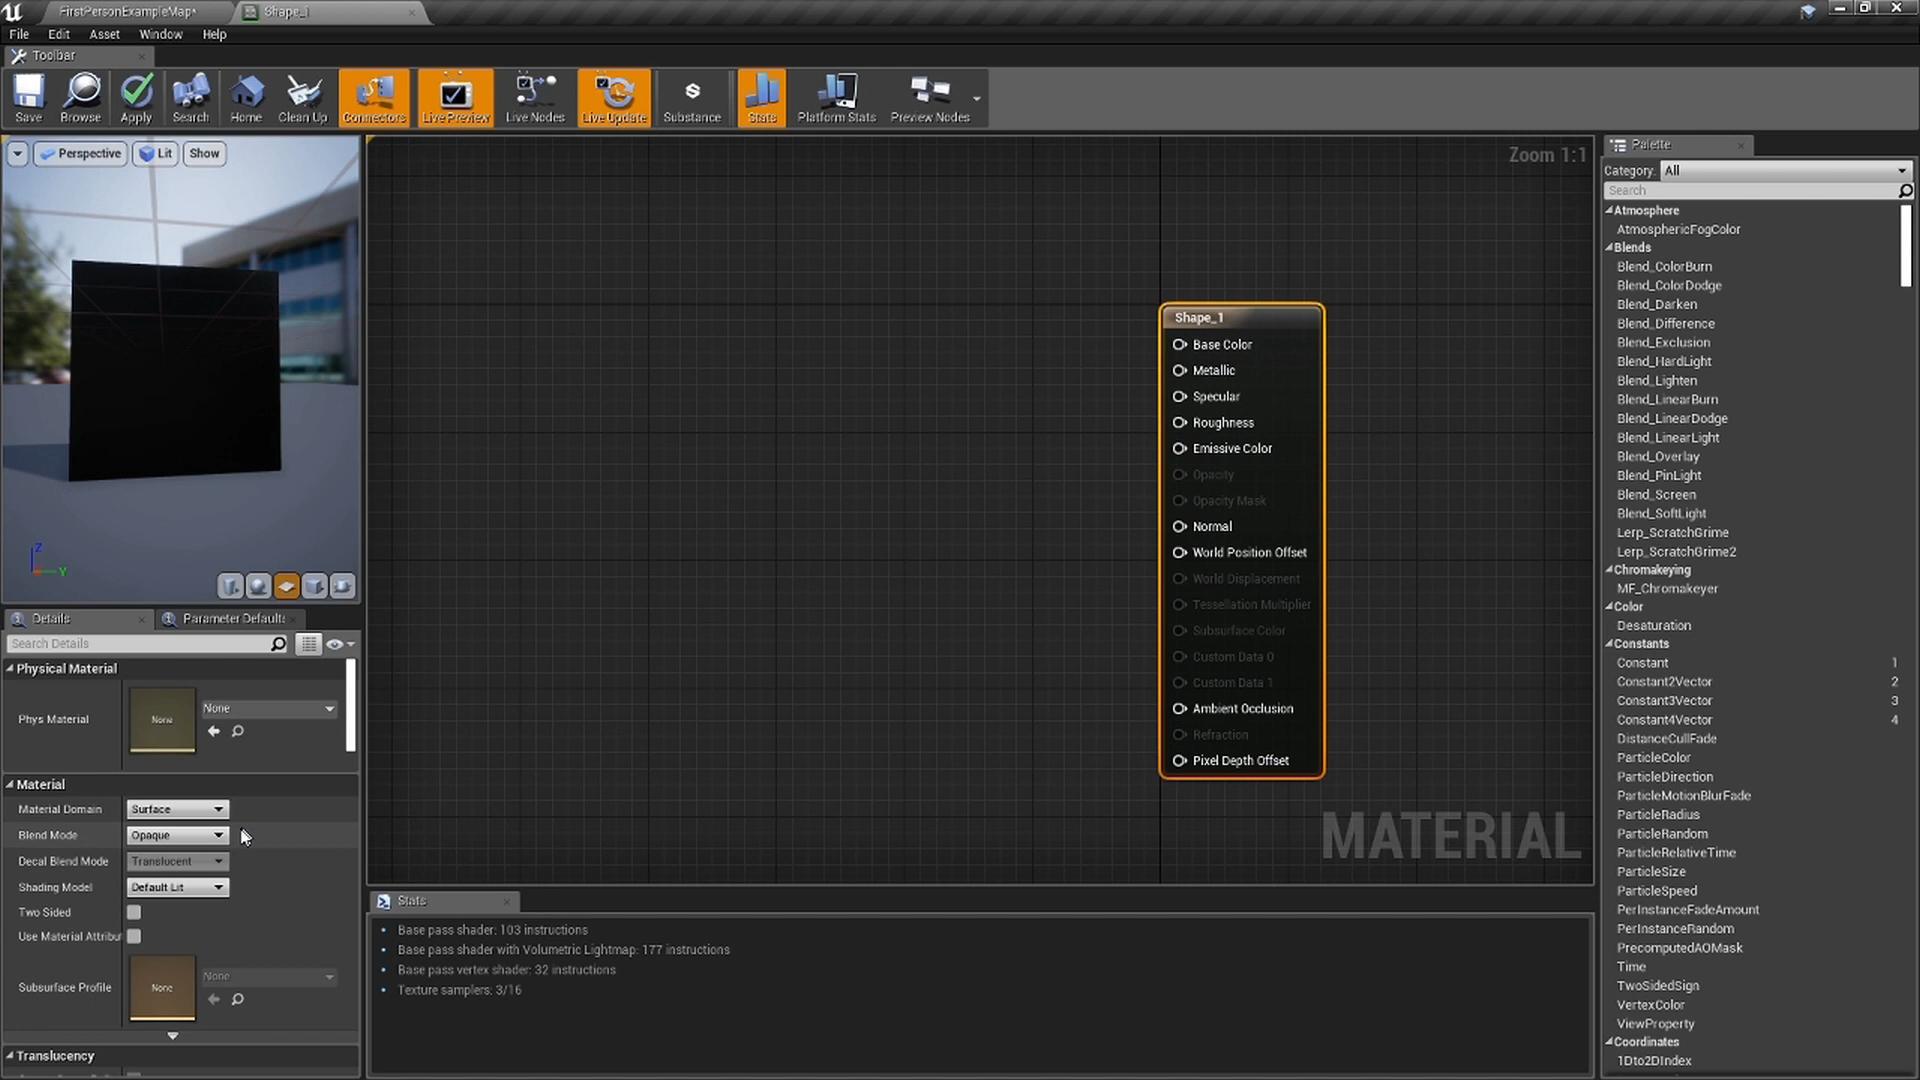 FirstPersonExampleMap*
Shape_1
File Edit Asset Window Help
Toolbar
Save Browse Apply Search Home Clean Up Connectors Live Preview Live Nodes Live Update Substance Stats Platform Stats Preview Nodes
Perspective Lit Show
Z
Y
Zoom 1:1
Shape_1
Base Color
Metallic
Specular
Roughness
Emissive Color
Opacity
Opacity Mask
Normal
World Position Offset
World Displacement
Tessellation Multiplier
Subsurface Color
Custom Data 0
Custom Data 1
Ambient Occlusion
Refraction
Pixel Depth Offset
MATERIAL
Details
Parameter Defaults
Search Details
Physical Material
Phys Material None None
Material
Material Domain Surface
Blend Mode Opaque
Decal Blend Mode Translucent
Shading Model Default Lit
Two Sided
Use Material Attribut
Subsurface Profile None None
Translucency
Stats
Base pass shader: 103 instructions
Base pass shader with Volumetric Lightmap: 177 instructions
Base pass vertex shader: 32 instructions
Texture samplers: 3/16
Palette
Category: All
Search
Atmosphere
AtmosphericFogColor
Blends
Blend_ColorBurn
Blend_ColorDodge
Blend_Darken
Blend_Difference
Blend_Exclusion
Blend_HardLight
Blend_Lighten
Blend_LinearBurn
Blend_LinearDodge
Blend_LinearLight
Blend_Overlay
Blend_PinLight
Blend_Screen
Blend_SoftLight
Lerp_ScratchGrime
Lerp_ScratchGrime2
Chromakeying
MF_Chromakeyer
Color
Desaturation
Constants
Constant 1
Constant2Vector 2
Constant3Vector 3
Constant4Vector 4
DistanceCullFade
ParticleColor
ParticleDirection
ParticleMotionBlurFade
ParticleRadius
ParticleRandom
ParticleRelativeTime
ParticleSize
ParticleSpeed
PerInstanceFadeAmount
PerInstanceRandom
PrecomputedAOMask
Time
TwoSidedSign
VertexColor
ViewProperty
Coordinates
1Dto2DIndex